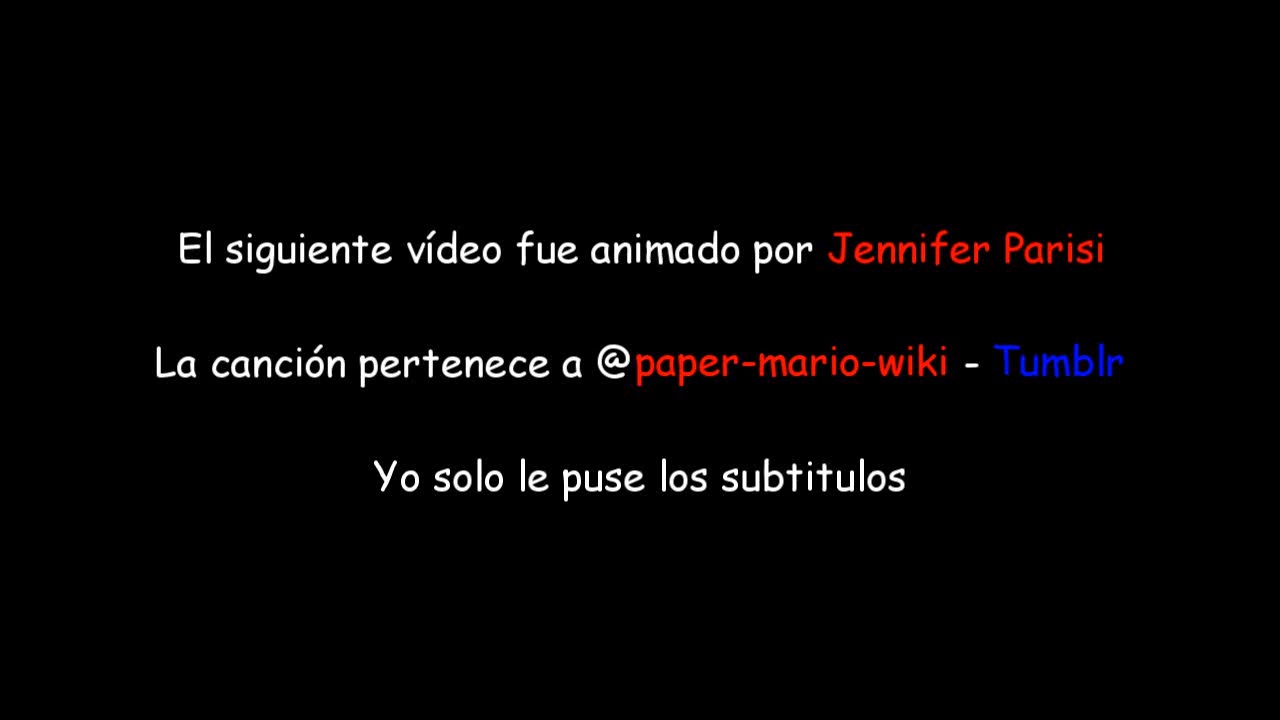 El siguiente vídeo fue animado por Jennifer Parisi
La canción pertenece a @paper-mario-wiki - Tumblr
Yo solo le puse los subtitulos